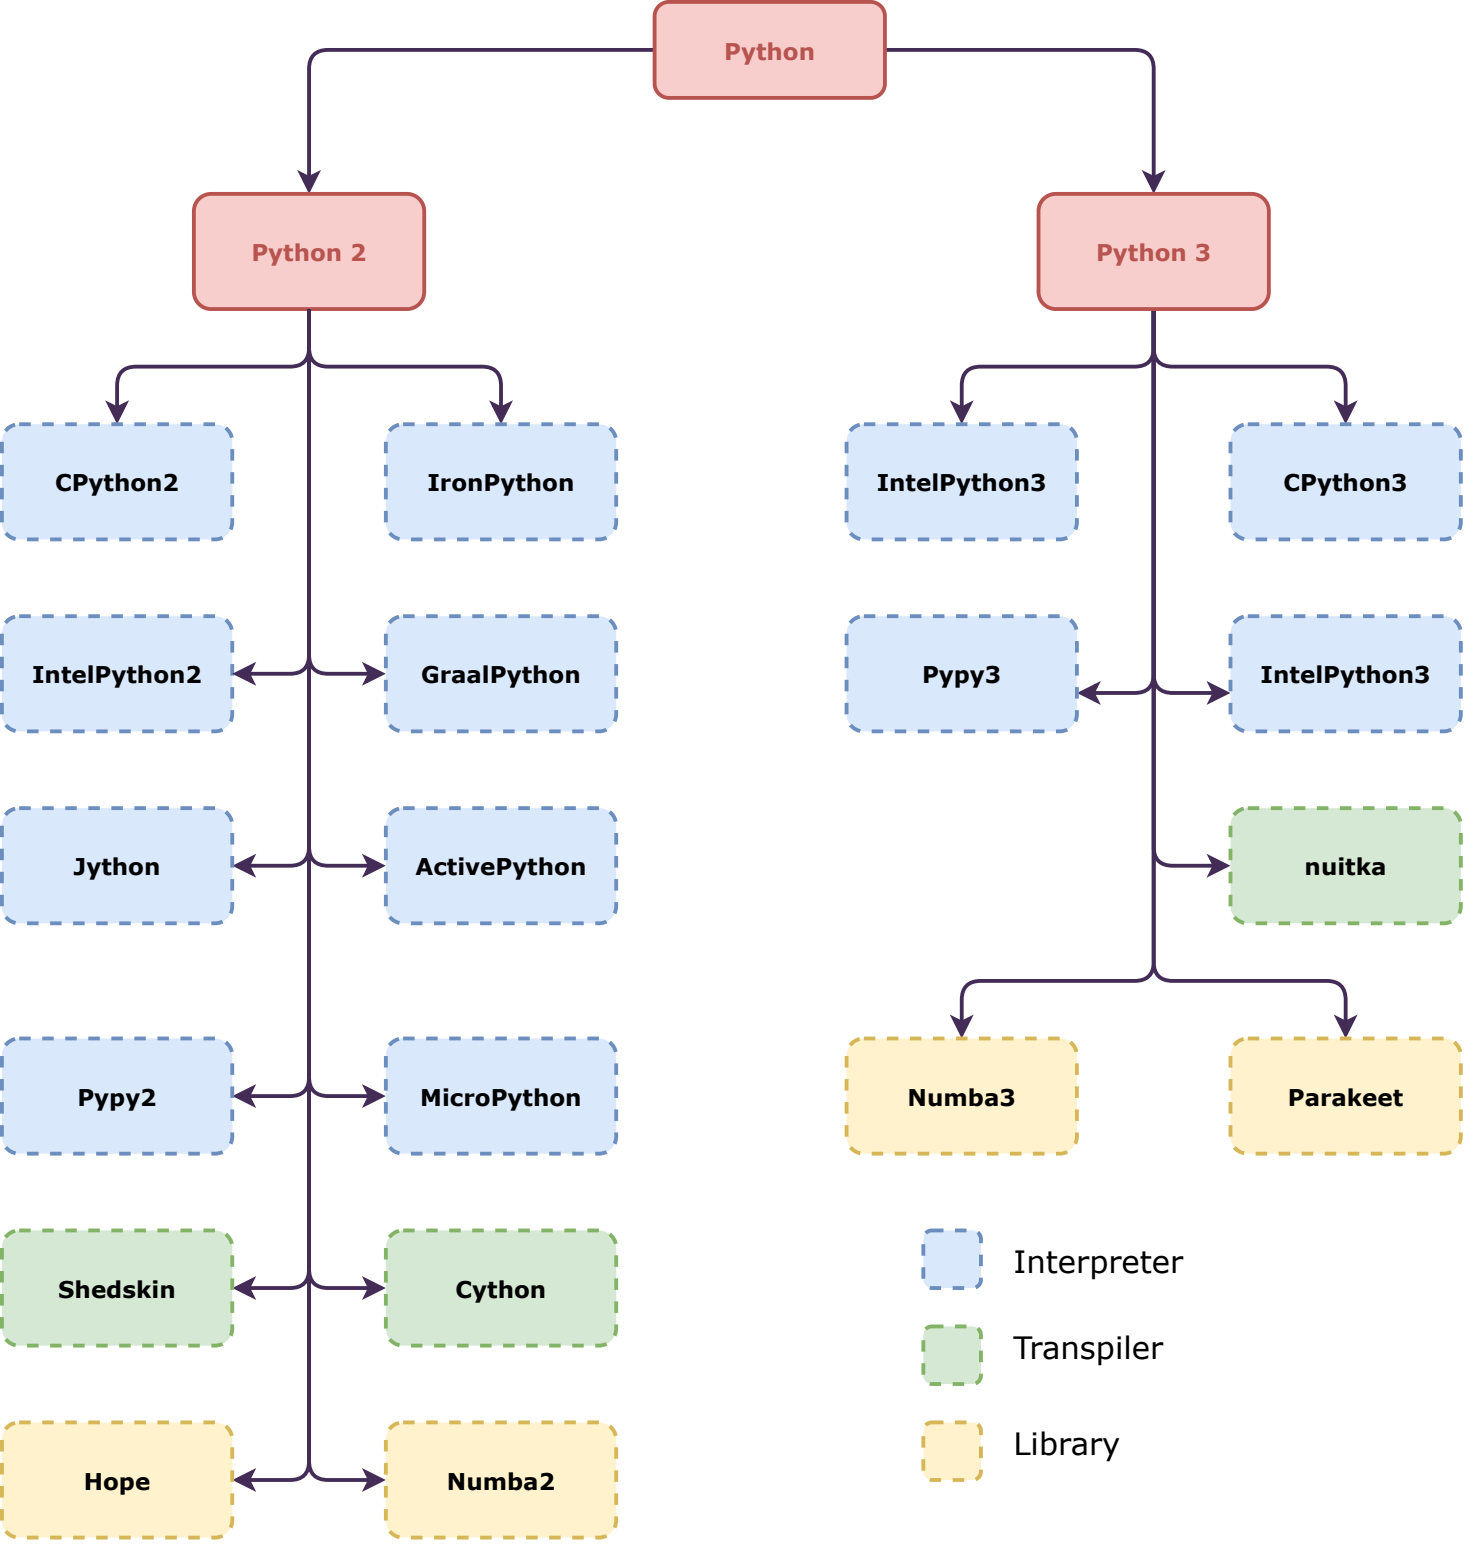 Python
Python 2
Python 3
CPython2
IronPython
IntelPython3
CPython3
IntelPython2
GraalPython
Pypy3
IntelPython3
Jython
ActivePython
nuitka
Pypy2
MicroPython
Numba3
Parakeet
Shedskin
Cython
Interpreter
Transpiler
Library
Hope
Numba2